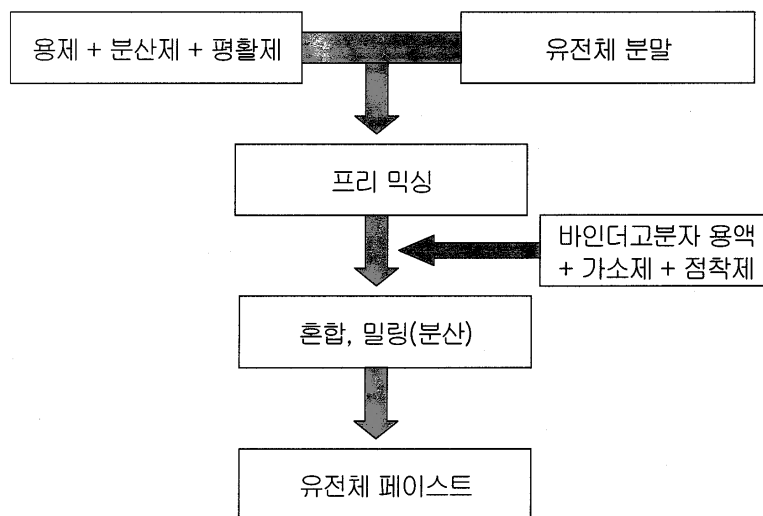 용제 + 분산제 + 평활제
유전체 분말
프리 믹싱
바인더고분자 용액
+ 가소제 + 점착제
혼합, 밀링(분산)
유전체 페이스트